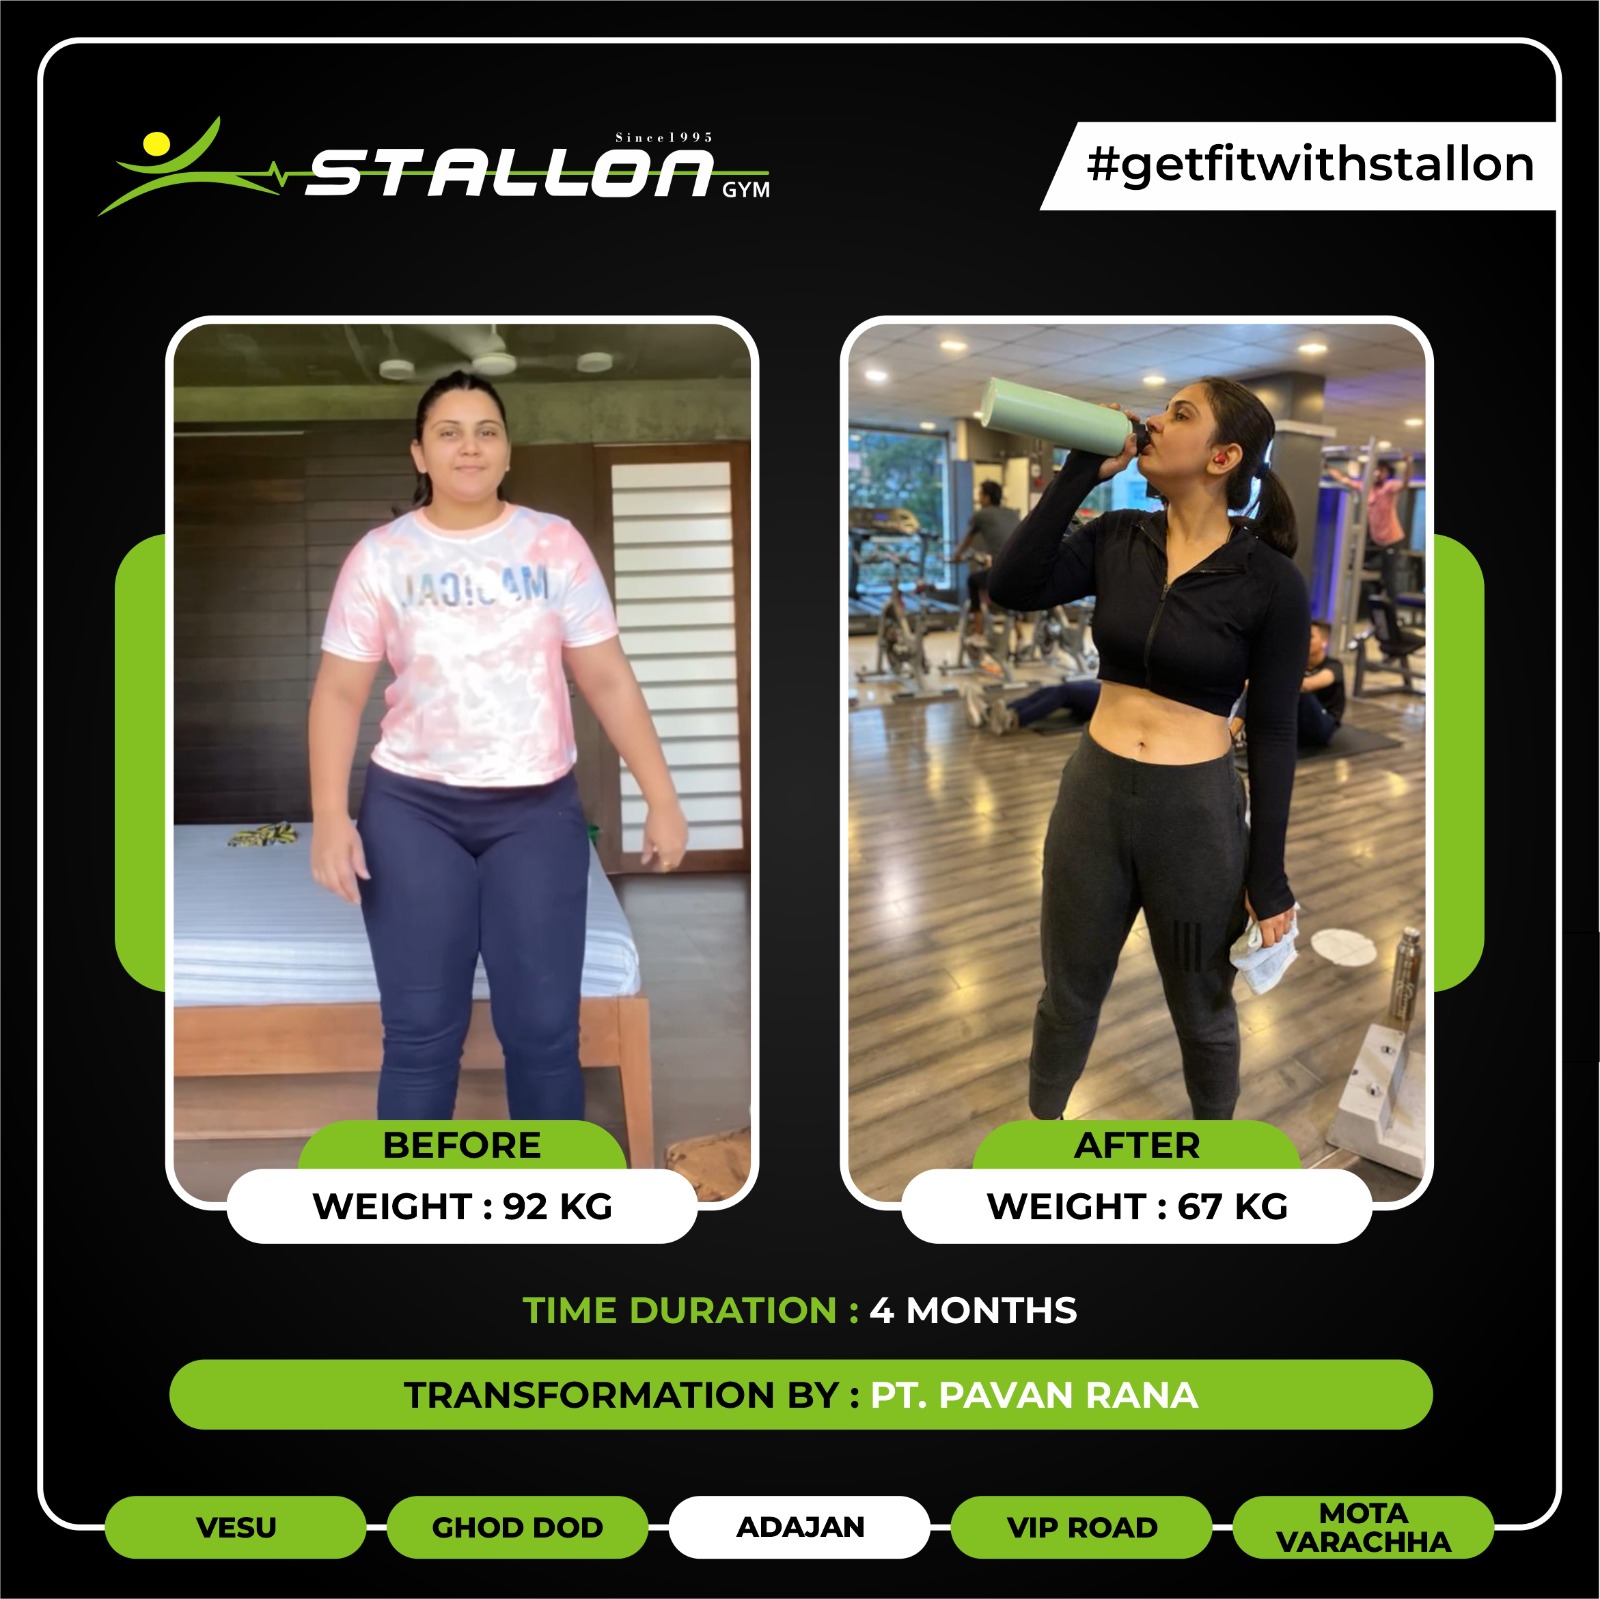 Since1995
STALLON GYM
#getfitwithstallon
BEFORE
WEIGHT : 92 KG
AFTER
WEIGHT : 67 KG
TIME DURATION : 4 MONTHS
TRANSFORMATION BY : PT. PAVAN RANA
VESU
GHOD DOD
ADAJAN
VIP ROAD
MOTA
VARACHHA